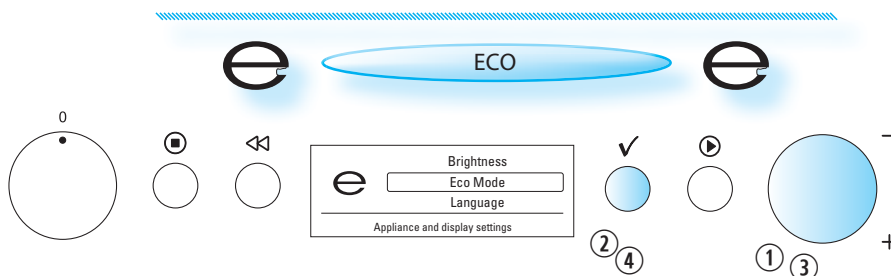 ECO
0
Brightness
Eco Mode
Language
Appliance and display settings
-
+
② ④
① ③